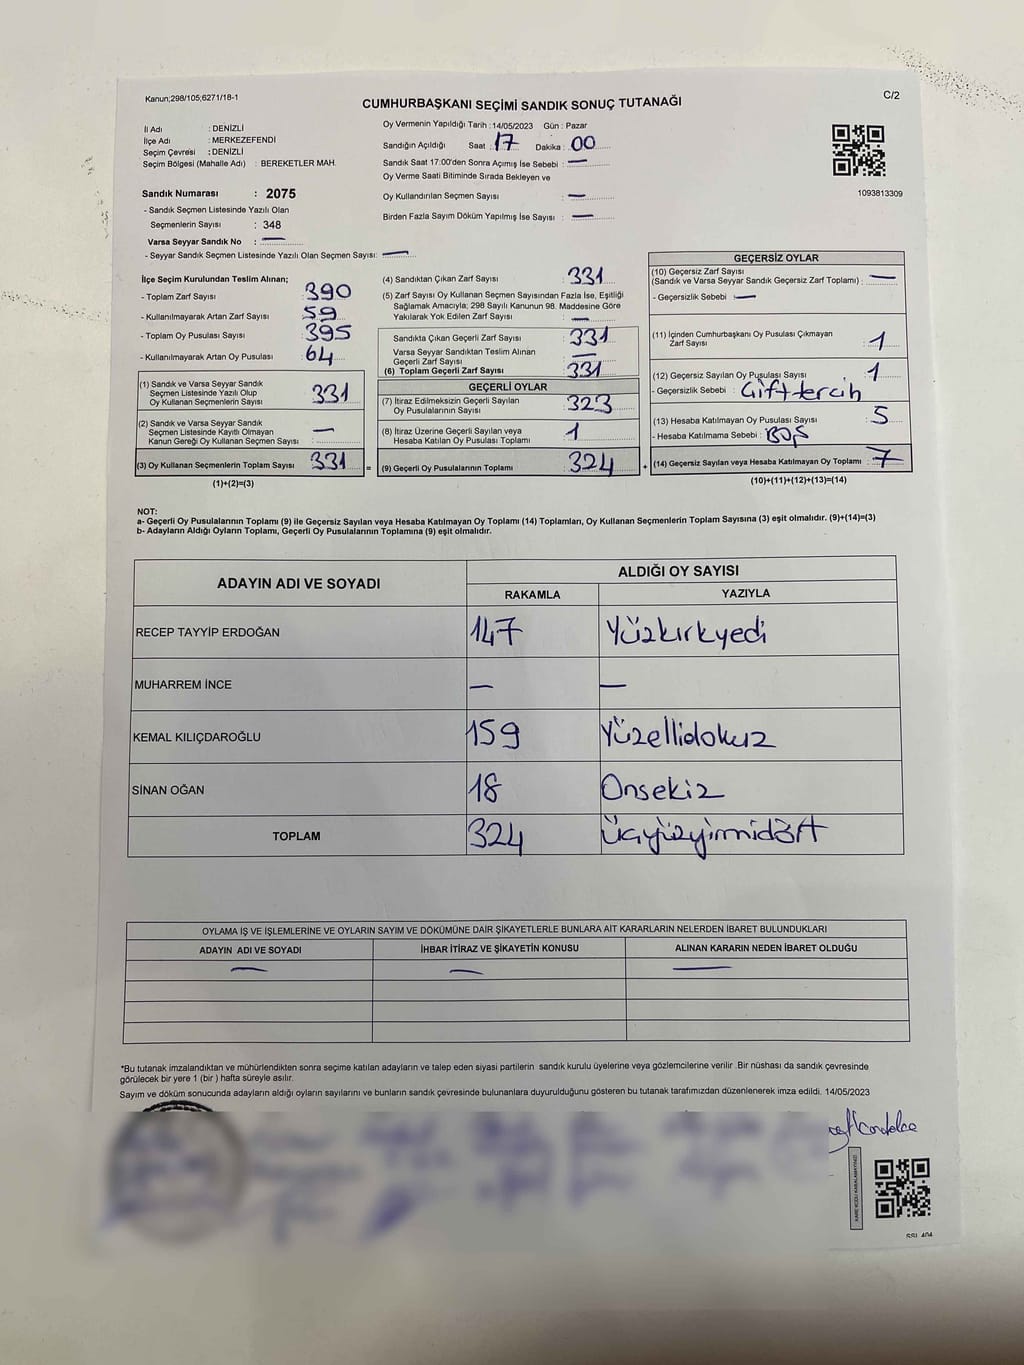 Kanun;298/105;6271/18-1
CUMHURBAŞKANI SEÇİMİ SANDIK SONUÇ TUTANAĞI
C/2
İl Adı : DENİZLİ
İlçe Adı : MERKEZEFENDİ
Seçim Çevresi : DENİZLİ
Seçim Bölgesi (Mahalle Adı) : BEREKETLER MAH.
Sandık Numarası : 2075
- Sandık Seçmen Listesinde Yazılı Olan
Seçmenlerin Sayısı : 348
Varsa Seyyar Sandık No : —
- Seyyar Sandık Seçmen Listesinde Yazılı Olan Seçmen Sayısı: —
Oy Vermenin Yapıldığı Tarih : 14/05/2023 Gün : Pazar
Sandığın Açıldığı Saat : 17 Dakika : 00
Sandık Saat 17:00'den Sonra Açımış İse Sebebi : —
Oy Verme Saati Bitiminde Sırada Bekleyen ve
Oy Kullandırılan Seçmen Sayısı : —
Birden Fazla Sayım Döküm Yapılmış İse Sayısı : —
1093813309
İlçe Seçim Kurulundan Teslim Alınan;
- Toplam Zarf Sayısı : 390
- Kullanılmayarak Artan Zarf Sayısı : 59
- Toplam Oy Pusulası Sayısı : 395
- Kullanılmayarak Artan Oy Pusulası : 64
(1) Sandık ve Varsa Seyyar Sandık
Seçmen Listesinde Yazılı Olup
Oy Kullanan Seçmenlerin Sayısı : 331
(2) Sandık ve Varsa Seyyar Sandık
Seçmen Listesinde Kayıtlı Olmayan
Kanun Gereği Oy Kullanan Seçmen Sayısı : —
(3) Oy Kullanan Seçmenlerin Toplam Sayısı : 331 =
(1)+(2)=(3)
(4) Sandıktan Çıkan Zarf Sayısı : 331
(5) Zarf Sayısı Oy Kullanan Seçmen Sayısından Fazla İse, Eşitliği
Sağlamak Amacıyla; 298 Sayılı Kanunun 98. Maddesine Göre
Yakılarak Yok Edilen Zarf Sayısı : —
Sandıkta Çıkan Geçerli Zarf Sayısı : 331
Varsa Seyyar Sandıktan Teslim Alınan
Geçerli Zarf Sayısı : —
(6) Toplam Geçerli Zarf Sayısı : 331
GEÇERLİ OYLAR
(7) İtiraz Edilmeksizin Geçerli Sayılan
Oy Pusulalarının Sayısı : 323
(8) İtiraz Üzerine Geçerli Sayılan veya
Hesaba Katılan Oy Pusulası Toplamı : 1
(9) Geçerli Oy Pusulalarının Toplamı : 324 +
GEÇERSİZ OYLAR
(10) Geçersiz Zarf Sayısı
(Sandık ve Varsa Seyyar Sandık Geçersiz Zarf Toplamı) : —
- Geçersizlik Sebebi : —
(11) İçinden Cumhurbaşkanı Oy Pusulası Çıkmayan
Zarf Sayısı : 1
(12) Geçersiz Sayılan Oy Pusulası Sayısı : 1
- Geçersizlik Sebebi : Çift tercih
(13) Hesaba Katılmayan Oy Pusulası Sayısı : 5
- Hesaba Katılmama Sebebi : Boş
(14) Geçersiz Sayılan veya Hesaba Katılmayan Oy Toplamı : 7
(10)+(11)+(12)+(13)=(14)
NOT:
a- Geçerli Oy Pusulalarının Toplamı (9) ile Geçersiz Sayılan veya Hesaba Katılmayan Oy Toplamı (14) Toplamları, Oy Kullanan Seçmenlerin Toplam Sayısına (3) eşit olmalıdır. (9)+(14)=(3)
b- Adayların Aldığı Oyların Toplamı, Geçerli Oy Pusulalarının Toplamına (9) eşit olmalıdır.
ADAYIN ADI VE SOYADI
ALDIĞI OY SAYISI
RAKAMLA YAZIYLA
RECEP TAYYİP ERDOĞAN 147 Yüzkırkyedi
MUHARREM İNCE — —
KEMAL KILIÇDAROĞLU 159 Yüzellidokuz
SİNAN OĞAN 18 Onsekiz
TOPLAM 324 Üçyüzyirmidört
OYLAMA İŞ VE İŞLEMLERİNE VE OYLARIN SAYIM VE DÖKÜMÜNE DAİR ŞİKAYETLERLE BUNLARA AİT KARARLARIN NELERDEN İBARET BULUNDUKLARI
ADAYIN ADI VE SOYADI İHBAR İTİRAZ VE ŞİKAYETİN KONUSU ALINAN KARARIN NEDEN İBARET OLDUĞU
— — —
*Bu tutanak imzalandıktan ve mühürlendikten sonra seçime katılan adayların ve talep eden siyasi partilerin sandık kurulu üyelerine veya gözlemcilerine verilir .Bir nüshası da sandık çevresinde
görülecek bir yere 1 (bir ) hafta süreyle asılır.
Sayım ve döküm sonucunda adayların aldığı oyların sayılarını ve bunların sandık çevresinde bulunanlara duyurulduğunu gösteren bu tutanak tarafımızdan düzenlenerek imza edildi. 14/05/2023